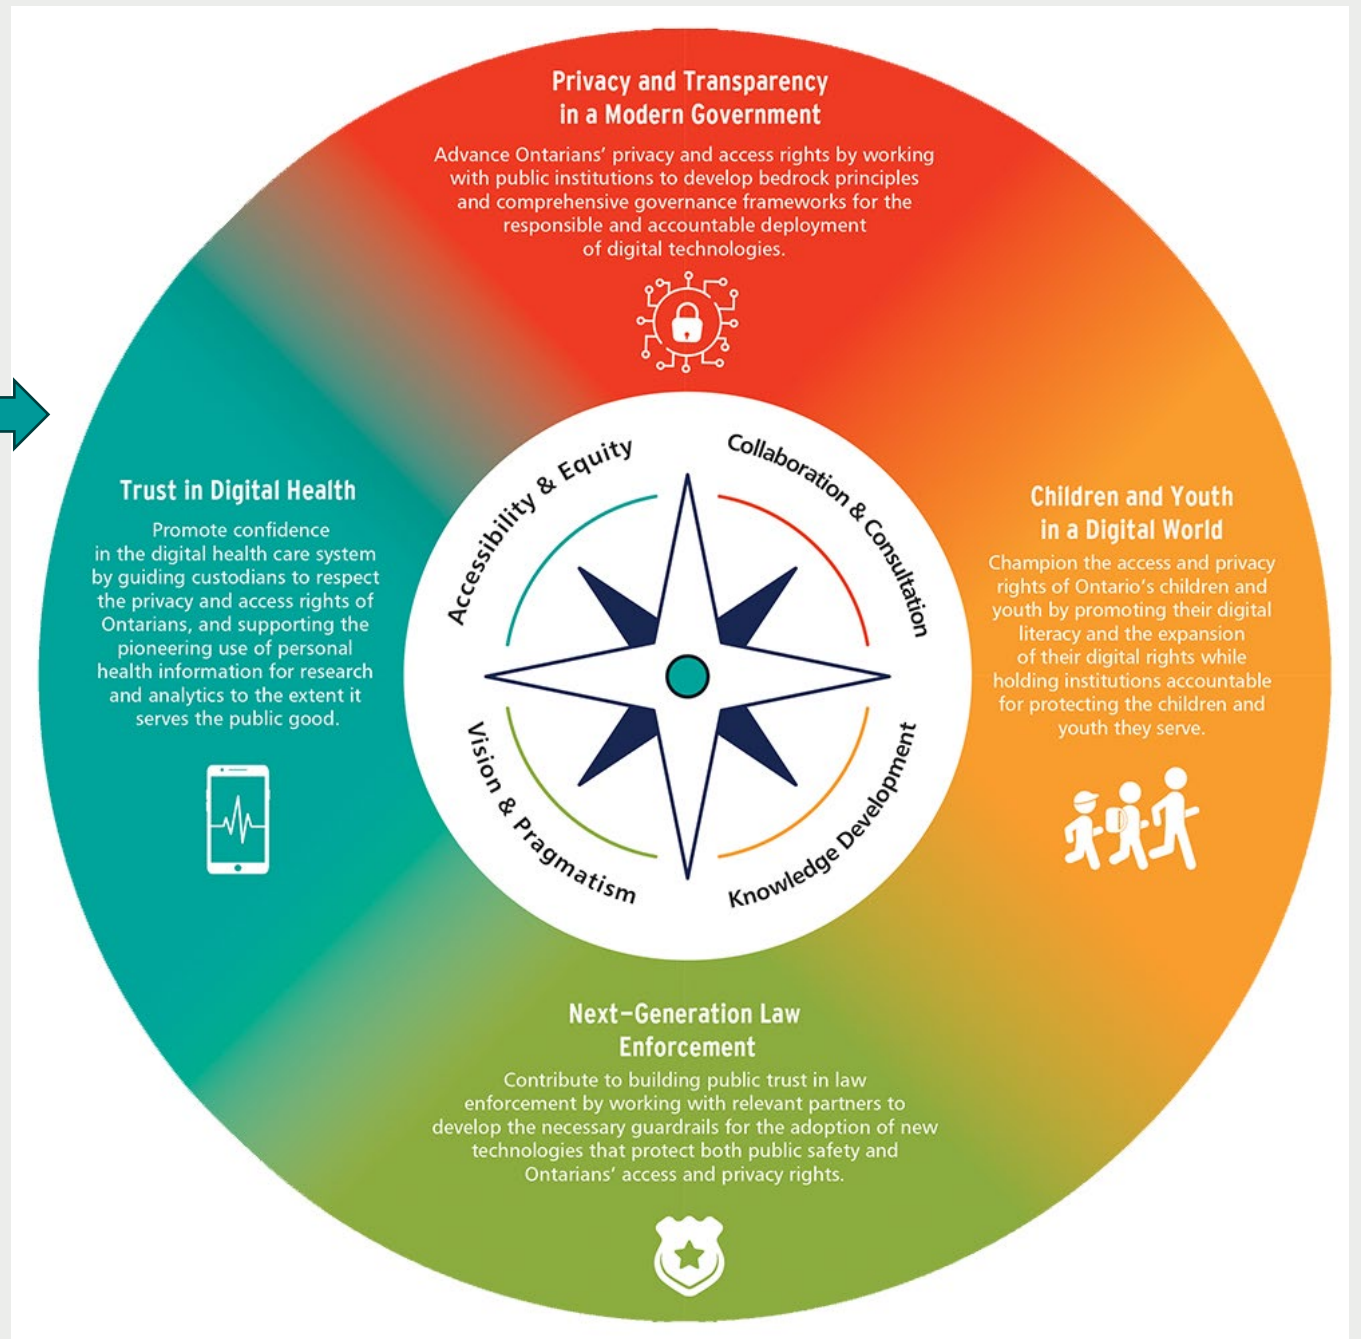 Privacy and Transparency
in a Modern Government
Advance Ontarians’ privacy and access rights by working
with public institutions to develop bedrock principles
and comprehensive governance frameworks for the
responsible and accountable deployment
of digital technologies.
Accessibility & Equity
Collaboration & Consultation
Trust in Digital Health
Promote confidence
in the digital health care system
by guiding custodians to respect
the privacy and access rights of
Ontarians, and supporting the
pioneering use of personal
health information for research
and analytics to the extent it
serves the public good.
Children and Youth
in a Digital World
Champion the access and privacy
rights of Ontario’s children and
youth by promoting their digital
literacy and the expansion
of their digital rights while
holding institutions accountable
for protecting the children and
youth they serve.
Vision & Pragmatism
Knowledge Development
Next–Generation Law
Enforcement
Contribute to building public trust in law
enforcement by working with relevant partners to
develop the necessary guardrails for the adoption of new
technologies that protect both public safety and
Ontarians’ access and privacy rights.